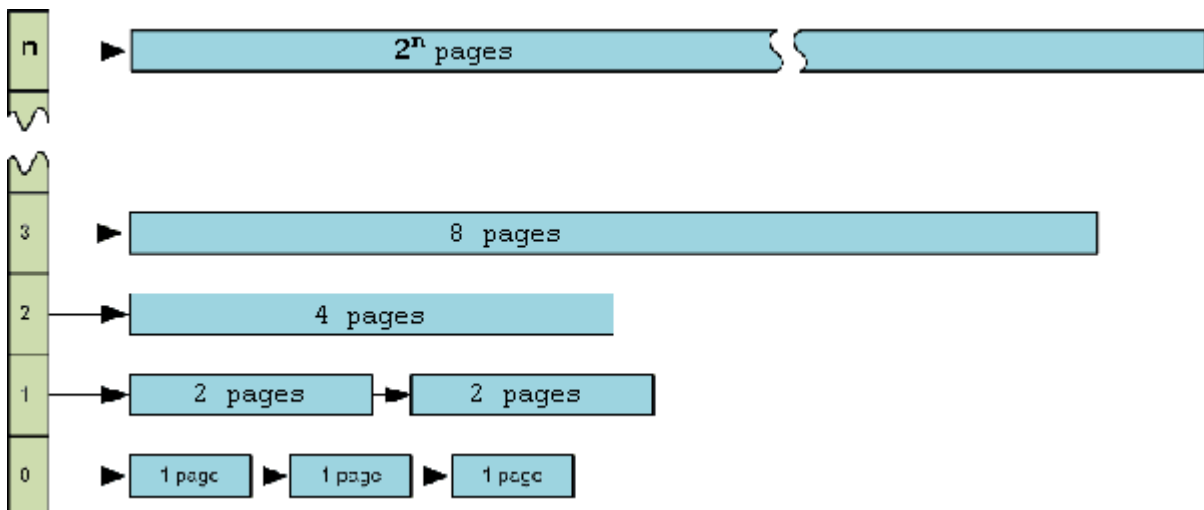 n 2ⁿ pages
3 8 pages
2 4 pages
1 2 pages 2 pages
0 1 page 1 page 1 page